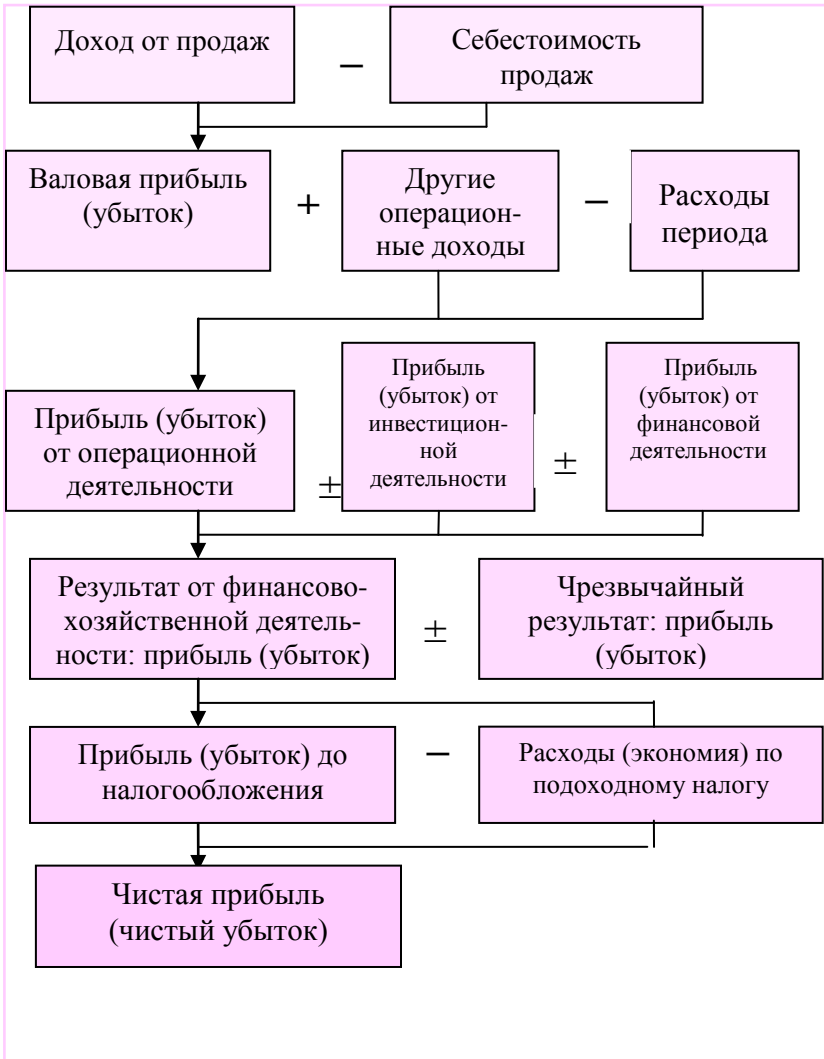 Доход от продаж
–
Себестоимость
продаж
Валовая прибыль
(убыток)
+
Другие
операцион-
ные доходы
–
Расходы
периода
Прибыль (убыток)
от операционной
деятельности
±
Прибыль
(убыток) от
инвестицион-
ной
деятельности
±
Прибыль
(убыток) от
финансовой
деятельности
Результат от финансово-
хозяйственной деятель-
ности: прибыль (убыток)
±
Чрезвычайный
результат: прибыль
(убыток)
Прибыль (убыток) до
налогообложения
–
Расходы (экономия) по
подоходному налогу
Чистая прибыль
(чистый убыток)